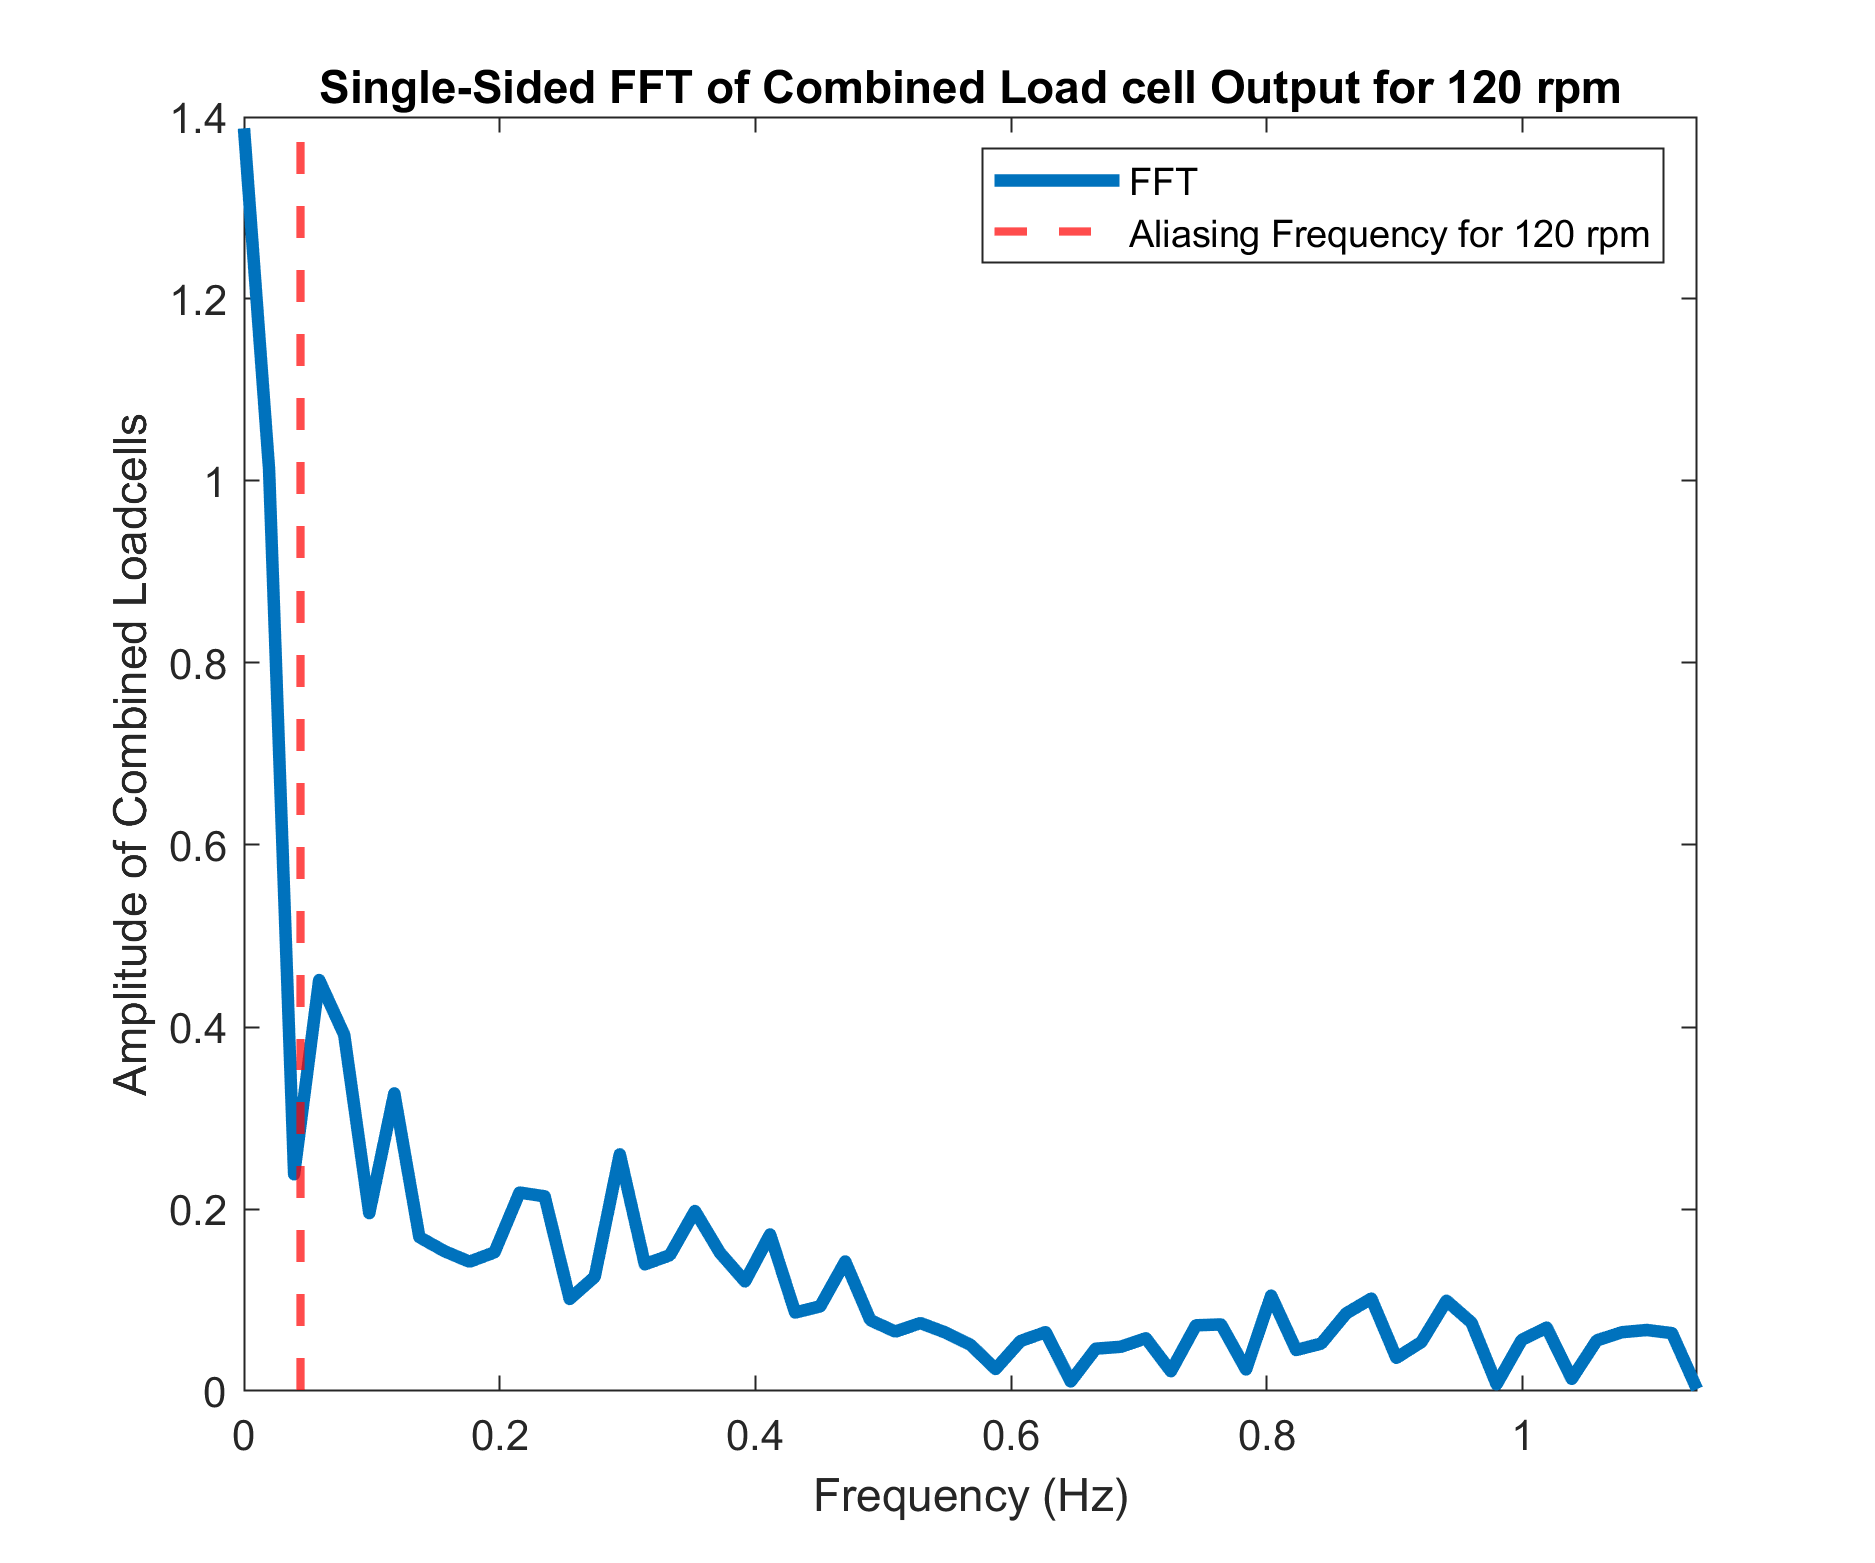 Single-Sided FFT of Combined Load cell Output for 120 rpm
1.4
1.2
1
0.8
0.6
0.4
0.2
0
Amplitude of Combined Loadcells
FFT
Aliasing Frequency for 120 rpm
0 0.2 0.4 0.6 0.8 1
Frequency (Hz)